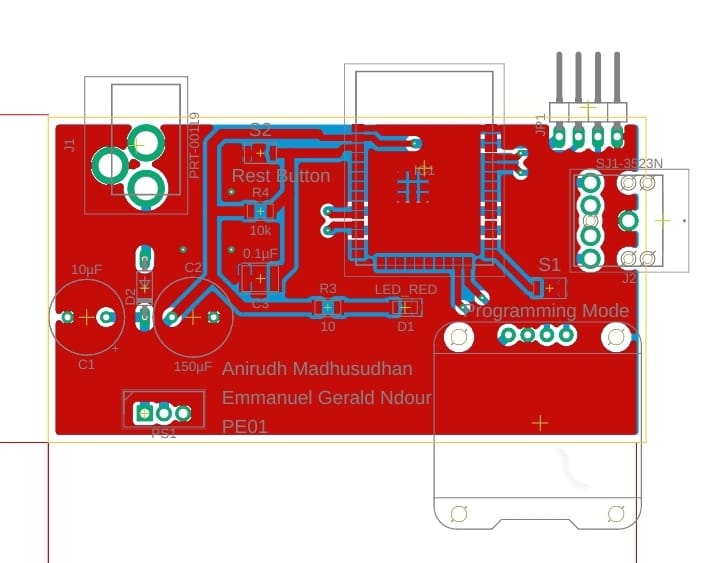 JP1
J1
PRT-00119
S2
SJ1-3523N
Rest Button
R4
10k
0.1µF
C3
J2
10µF
D2
C2
R3
10
LED_RED
D1
S1
Programming Mode
C1
150µF
Anirudh Madhusudhan
Emmanuel Gerald Ndour
PE01
PS1